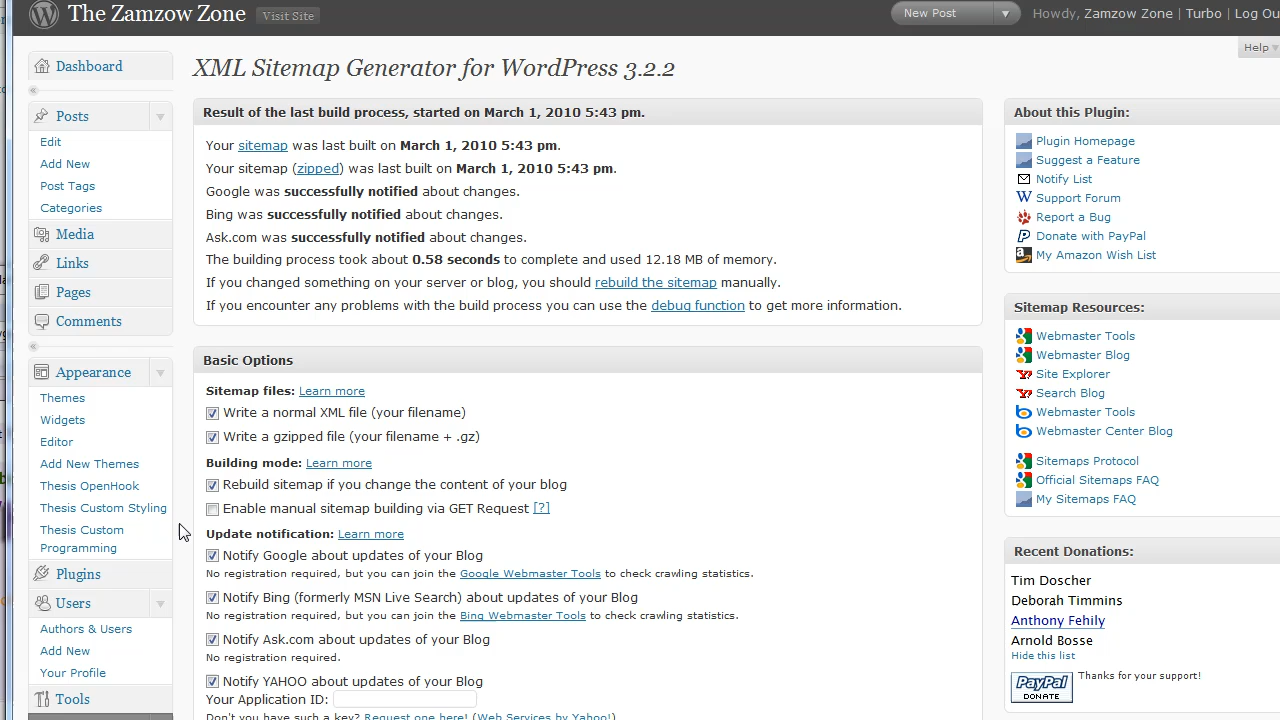 The Zamzow Zone
Visit Site
New Post
Howdy, Zamzow Zone | Turbo | Log Ou
Help
Dashboard
Posts
Edit
Add New
Post Tags
Categories
Media
Links
Pages
Comments
Appearance
Themes
Widgets
Editor
Add New Themes
Thesis OpenHook
Thesis Custom Styling
Thesis Custom
Programming
Plugins
Users
Authors & Users
Add New
Your Profile
Tools
XML Sitemap Generator for WordPress 3.2.2
Result of the last build process, started on March 1, 2010 5:43 pm.
Your sitemap was last built on March 1, 2010 5:43 pm.
Your sitemap (zipped) was last built on March 1, 2010 5:43 pm.
Google was successfully notified about changes.
Bing was successfully notified about changes.
Ask.com was successfully notified about changes.
The building process took about 0.58 seconds to complete and used 12.18 MB of memory.
If you changed something on your server or blog, you should rebuild the sitemap manually.
If you encounter any problems with the build process you can use the debug function to get more information.
Basic Options
Sitemap files: Learn more
Write a normal XML file (your filename)
Write a gzipped file (your filename + .gz)
Building mode: Learn more
Rebuild sitemap if you change the content of your blog
Enable manual sitemap building via GET Request [?]
Update notification: Learn more
Notify Google about updates of your Blog
No registration required, but you can join the Google Webmaster Tools to check crawling statistics.
Notify Bing (formerly MSN Live Search) about updates of your Blog
No registration required, but you can join the Bing Webmaster Tools to check crawling statistics.
Notify Ask.com about updates of your Blog
No registration required.
Notify YAHOO about updates of your Blog
Your Application ID:
Don't you have such a key? Request one here! (Web Services by Yahoo!)
About this Plugin:
Plugin Homepage
Suggest a Feature
Notify List
Support Forum
Report a Bug
Donate with PayPal
My Amazon Wish List
Sitemap Resources:
Webmaster Tools
Webmaster Blog
Site Explorer
Search Blog
Webmaster Tools
Webmaster Center Blog
Sitemaps Protocol
Official Sitemaps FAQ
My Sitemaps FAQ
Recent Donations:
Tim Doscher
Deborah Timmins
Anthony Fehily
Arnold Bosse
Hide this list
PayPal
DONATE
Thanks for your support!